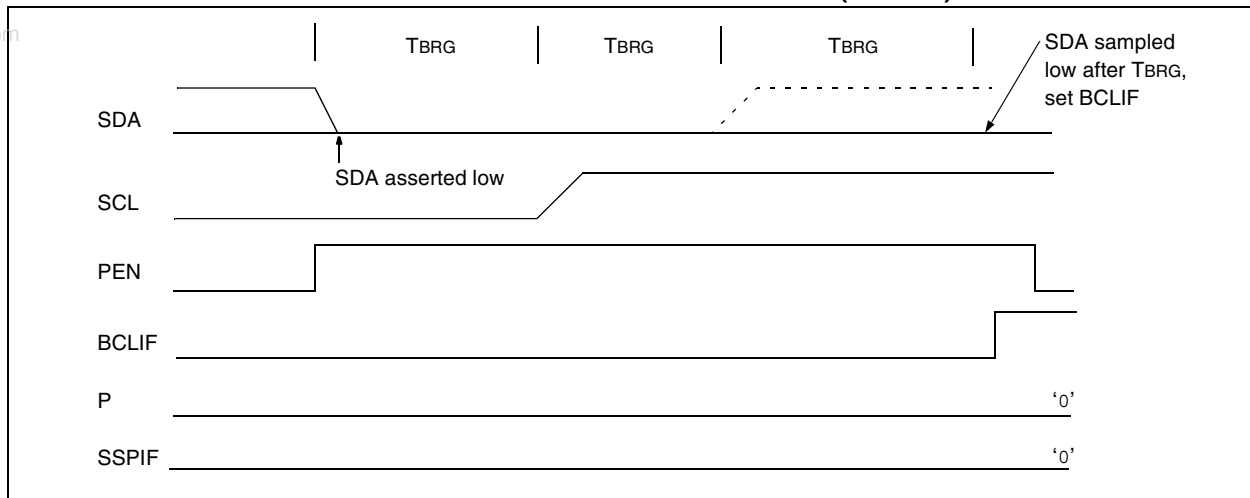 TBRG TBRG TBRG
SDA sampled
low after TBRG,
set BCLIF
SDA
SDA asserted low
SCL
PEN
BCLIF
P '0'
SSPIF '0'